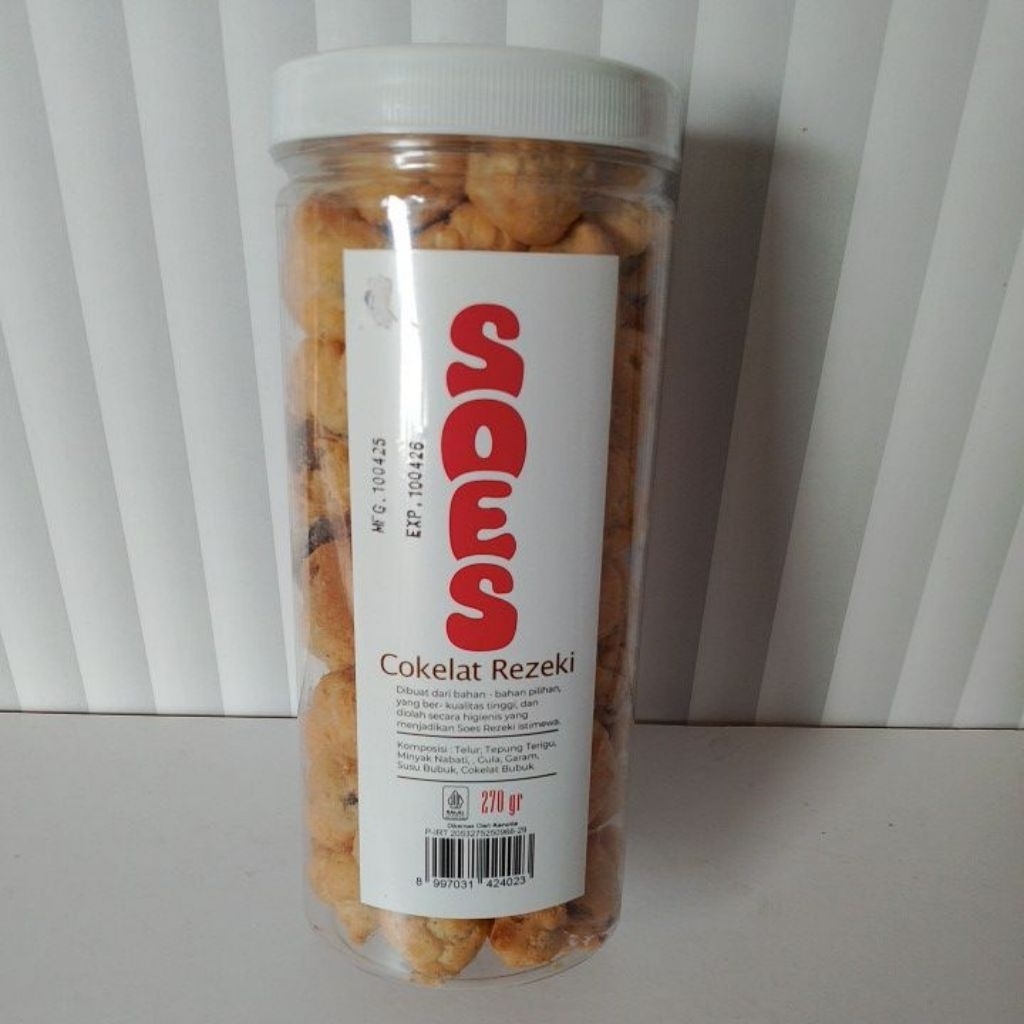 MFG. 100425
EXP. 100426
SOES
Cokelat Rezeki
Dibuat dari bahan - bahan pilihan,
yang ber- kualitas tinggi, dan
diolah secara higienis yang
menjadikan Soes Rezeki istimewa.
Komposisi : Telur, Tepung Terigu,
Minyak Nabati, , Gula, Garam,
Susu Bubuk, Cokelat Bubuk.
270 gr
P-IRT
8 997031 424023